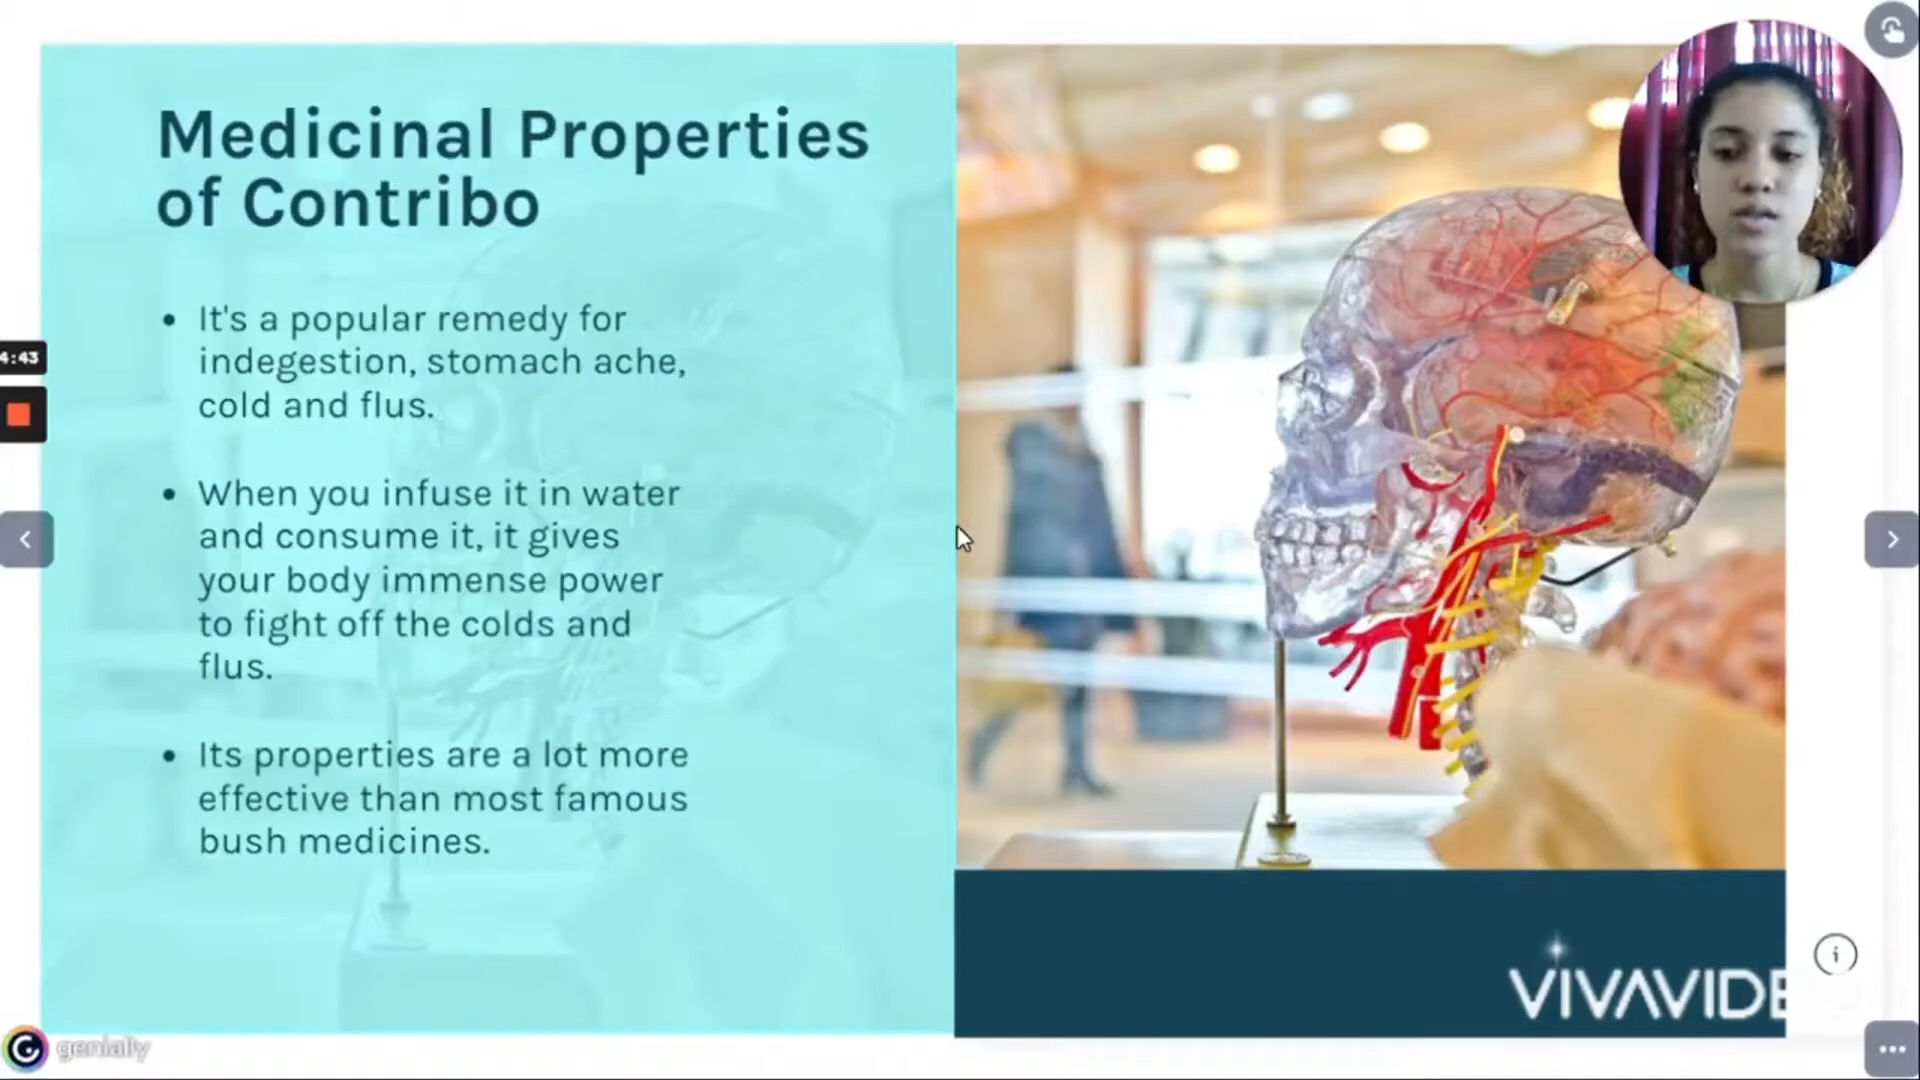 Medicinal Properties
of Contribo
• It's a popular remedy for
indegestion, stomach ache,
cold and flus.
• When you infuse it in water
and consume it, it gives
your body immense power
to fight off the colds and
flus.
• Its properties are a lot more
effective than most famous
bush medicines.
4:43
VIVAVIDE
genially